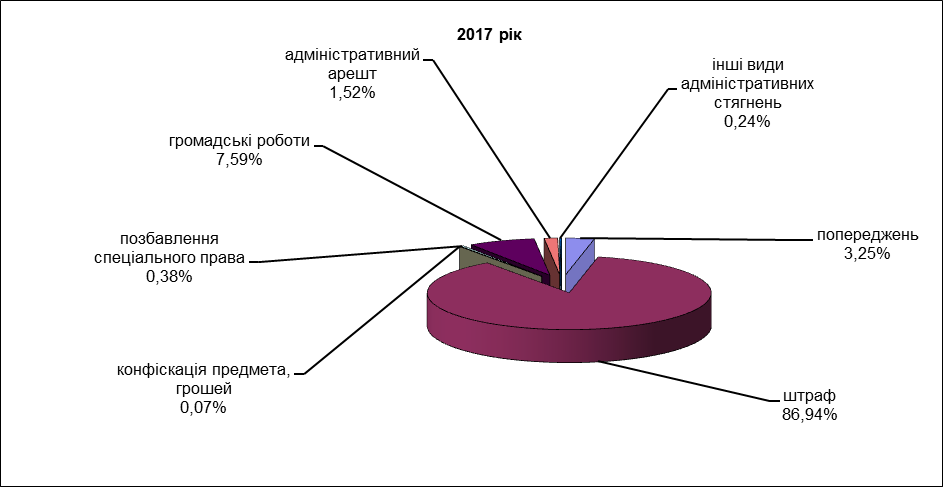 2017 рік
адміністративний
арешт
1,52%
інші види
адміністративних
стягнень
0,24%
громадські роботи
7,59%
позбавлення
спеціального права
0,38%
попереджень
3,25%
конфіскація предмета,
грошей
0,07%
штраф
86,94%